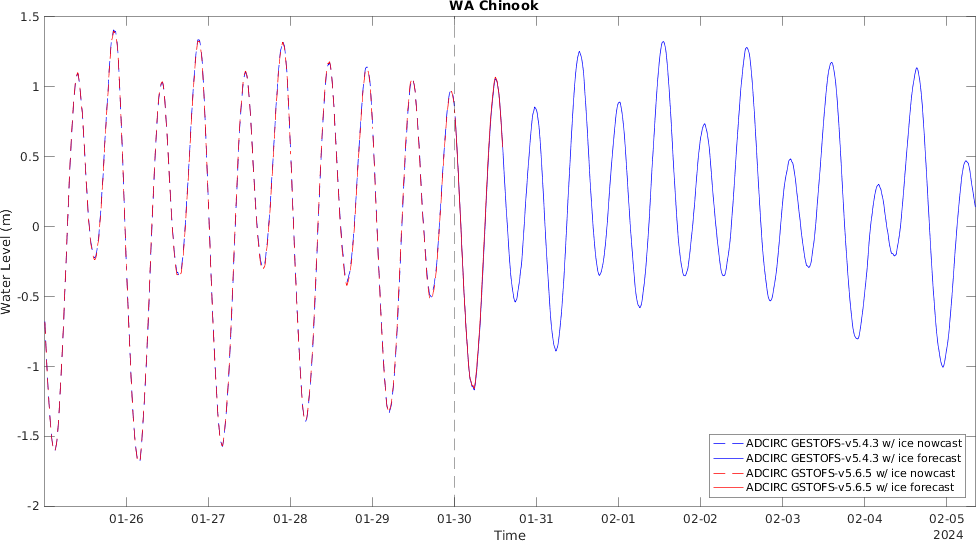 WA Chinook
1.5
1
0.5
0
-0.5
-1
-1.5
-2
Water Level (m)
ADCIRC GESTOFS-v5.4.3 w/ ice nowcast
ADCIRC GESTOFS-v5.4.3 w/ ice forecast
ADCIRC GSTOFS-v5.6.5 w/ ice nowcast
ADCIRC GSTOFS-v5.6.5 w/ ice forecast
01-26 01-27 01-28 01-29 01-30 01-31 02-01 02-02 02-03 02-04 02-05
Time
2024